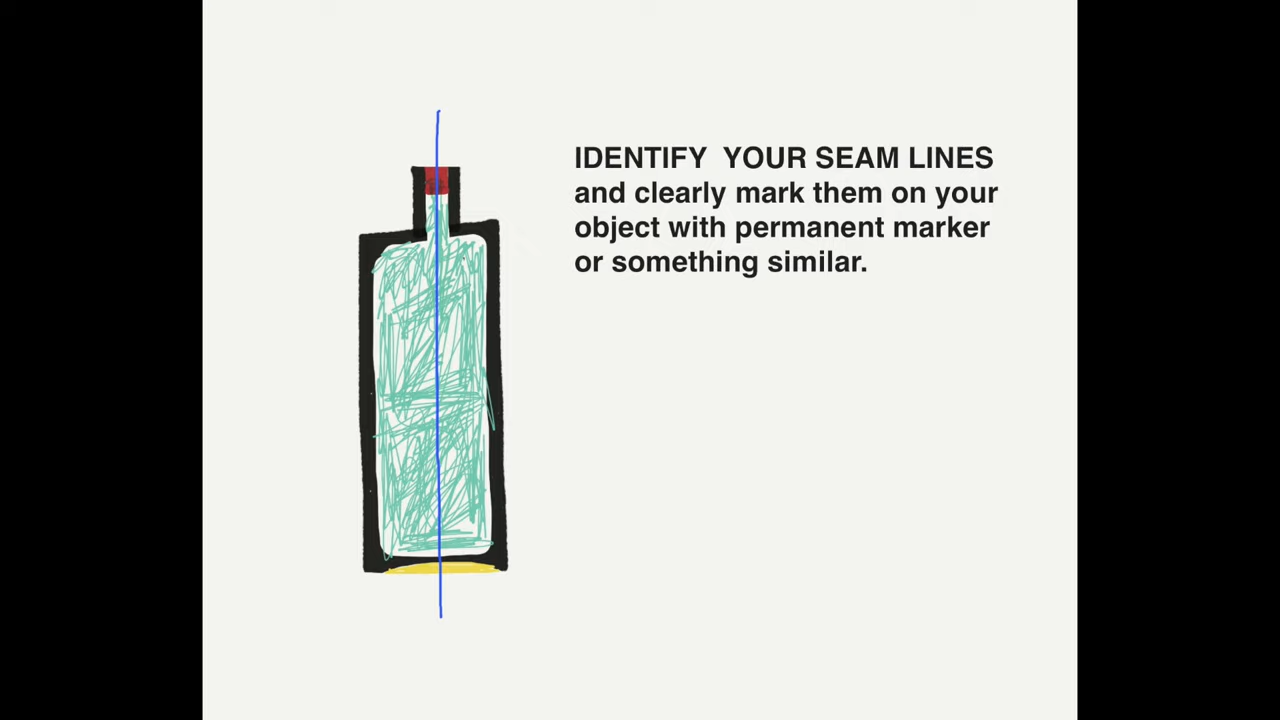 IDENTIFY  YOUR SEAM LINES
and clearly mark them on your
object with permanent marker
or something similar.